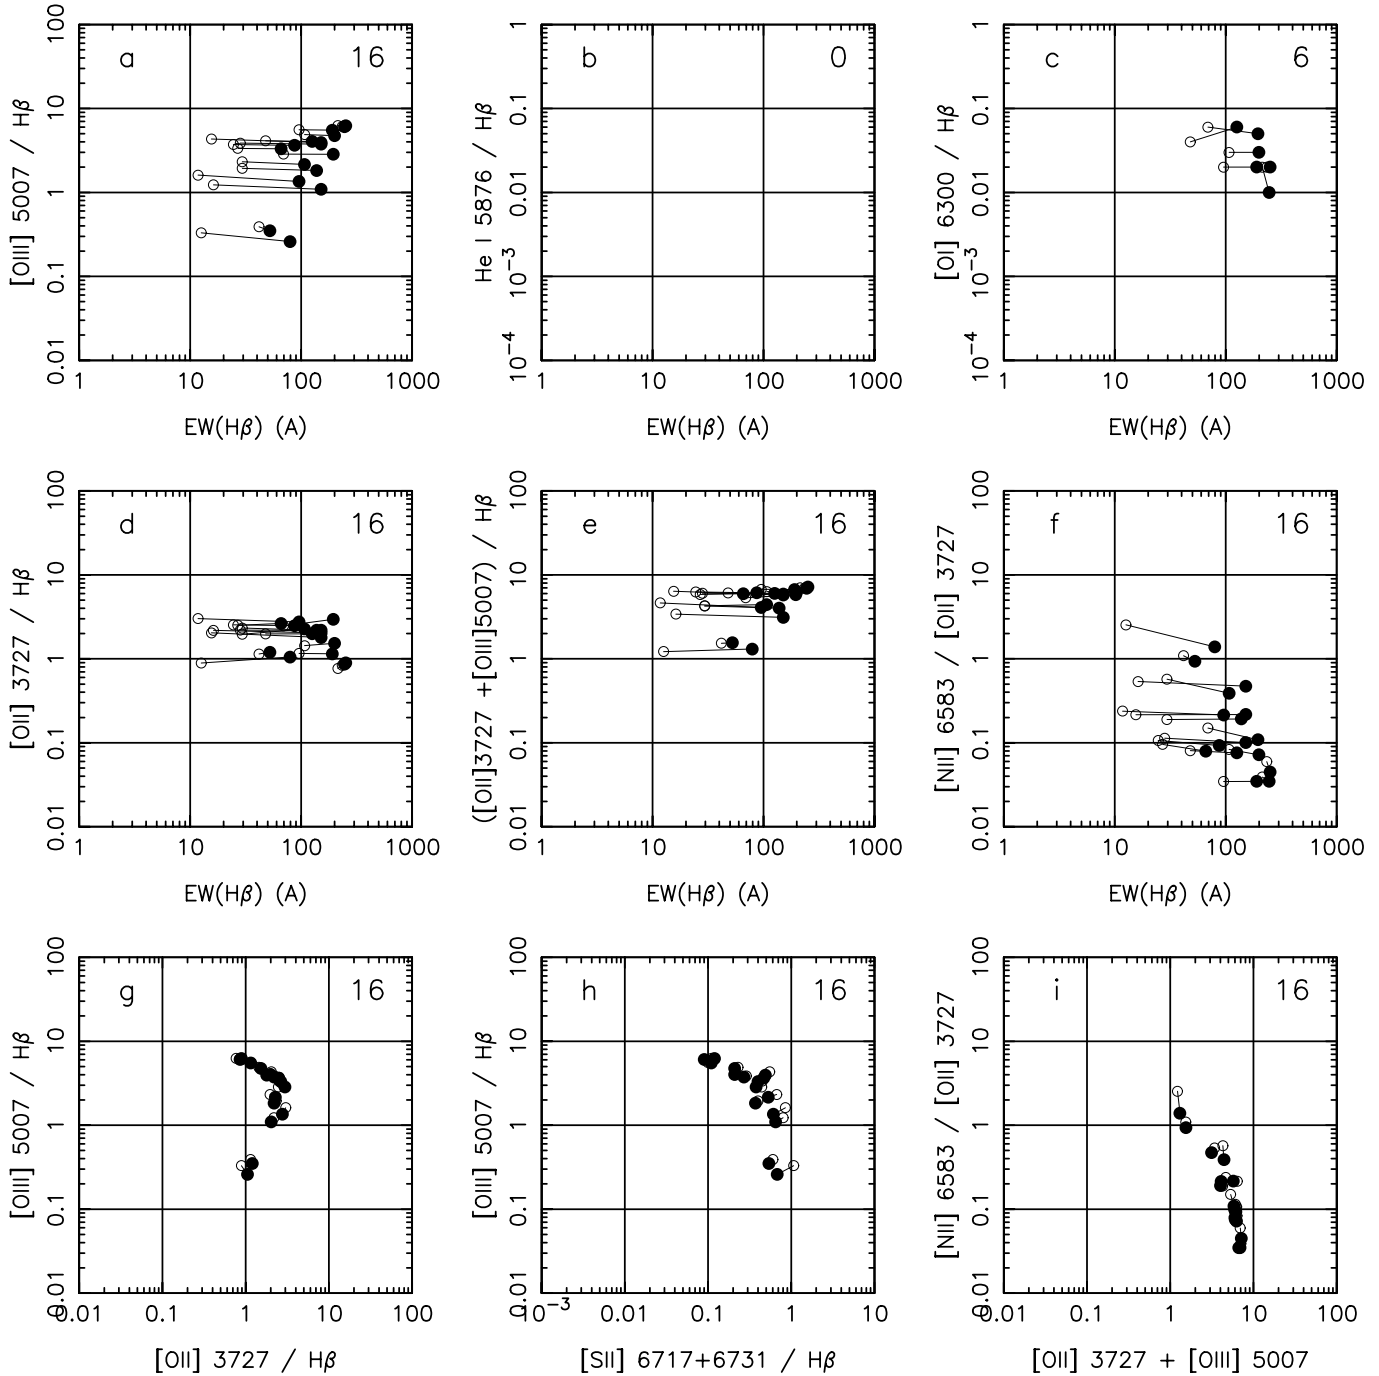 a 16
[OIII] 5007 / Hβ
100
10
1
0.1
0.01
1 10 100 1000
EW(Hβ) (A)
b 0
He I 5876 / Hβ
1
0.1
0.01
10⁻³
10⁻⁴
1 10 100 1000
EW(Hβ) (A)
c 6
[OI] 6300 / Hβ
1
0.1
0.01
10⁻³
10⁻⁴
1 10 100 1000
EW(Hβ) (A)
d 16
[OII] 3727 / Hβ
100
10
1
0.1
0.01
1 10 100 1000
EW(Hβ) (A)
e 16
([OII]3727 +[OIII]5007) / Hβ
100
10
1
0.1
0.01
1 10 100 1000
EW(Hβ) (A)
f 16
[NII] 6583 / [OII] 3727
100
10
1
0.1
0.01
1 10 100 1000
EW(Hβ) (A)
g 16
[OIII] 5007 / Hβ
100
10
1
0.1
0.01
0.01 0.1 1 10 100
[OII] 3727 / Hβ
h 16
[OIII] 5007 / Hβ
100
10
1
0.1
0.01
10⁻³ 0.01 0.1 1 10
[SII] 6717+6731 / Hβ
i 16
[NII] 6583 / [OII] 3727
100
10
1
0.1
0.01
0.01 0.1 1 10 100
[OII] 3727 + [OIII] 5007